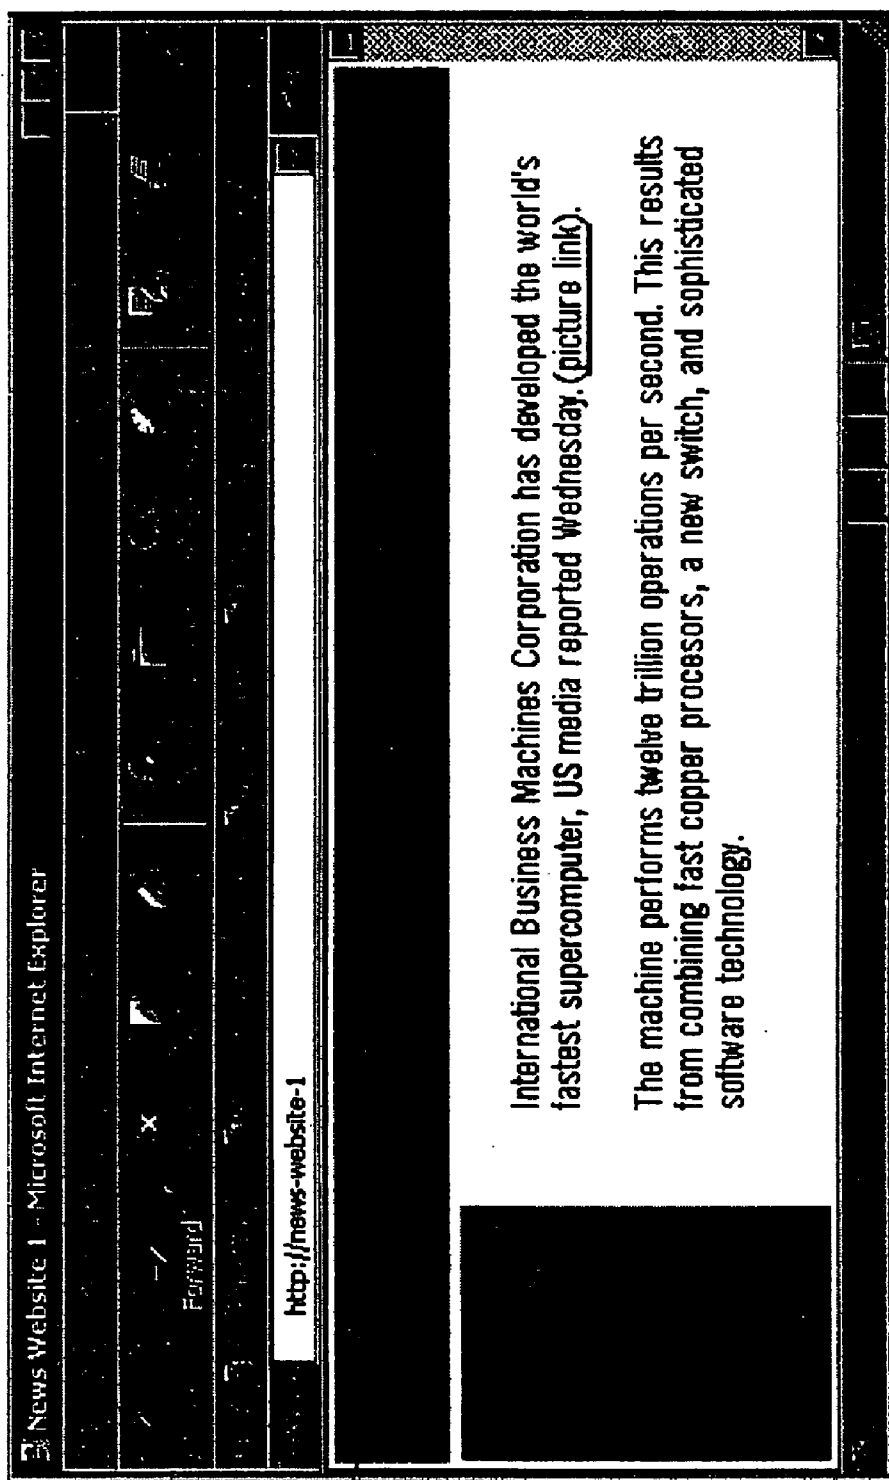 News Website 1 - Microsoft Internet Explorer
Forward
http://news-website-1
International Business Machines Corporation has developed the world's
fastest supercomputer, US media reported Wednesday. (picture link).
The machine performs twelve trillion operations per second. This results
from combining fast copper procesors, a new switch, and sophisticated
software technology.